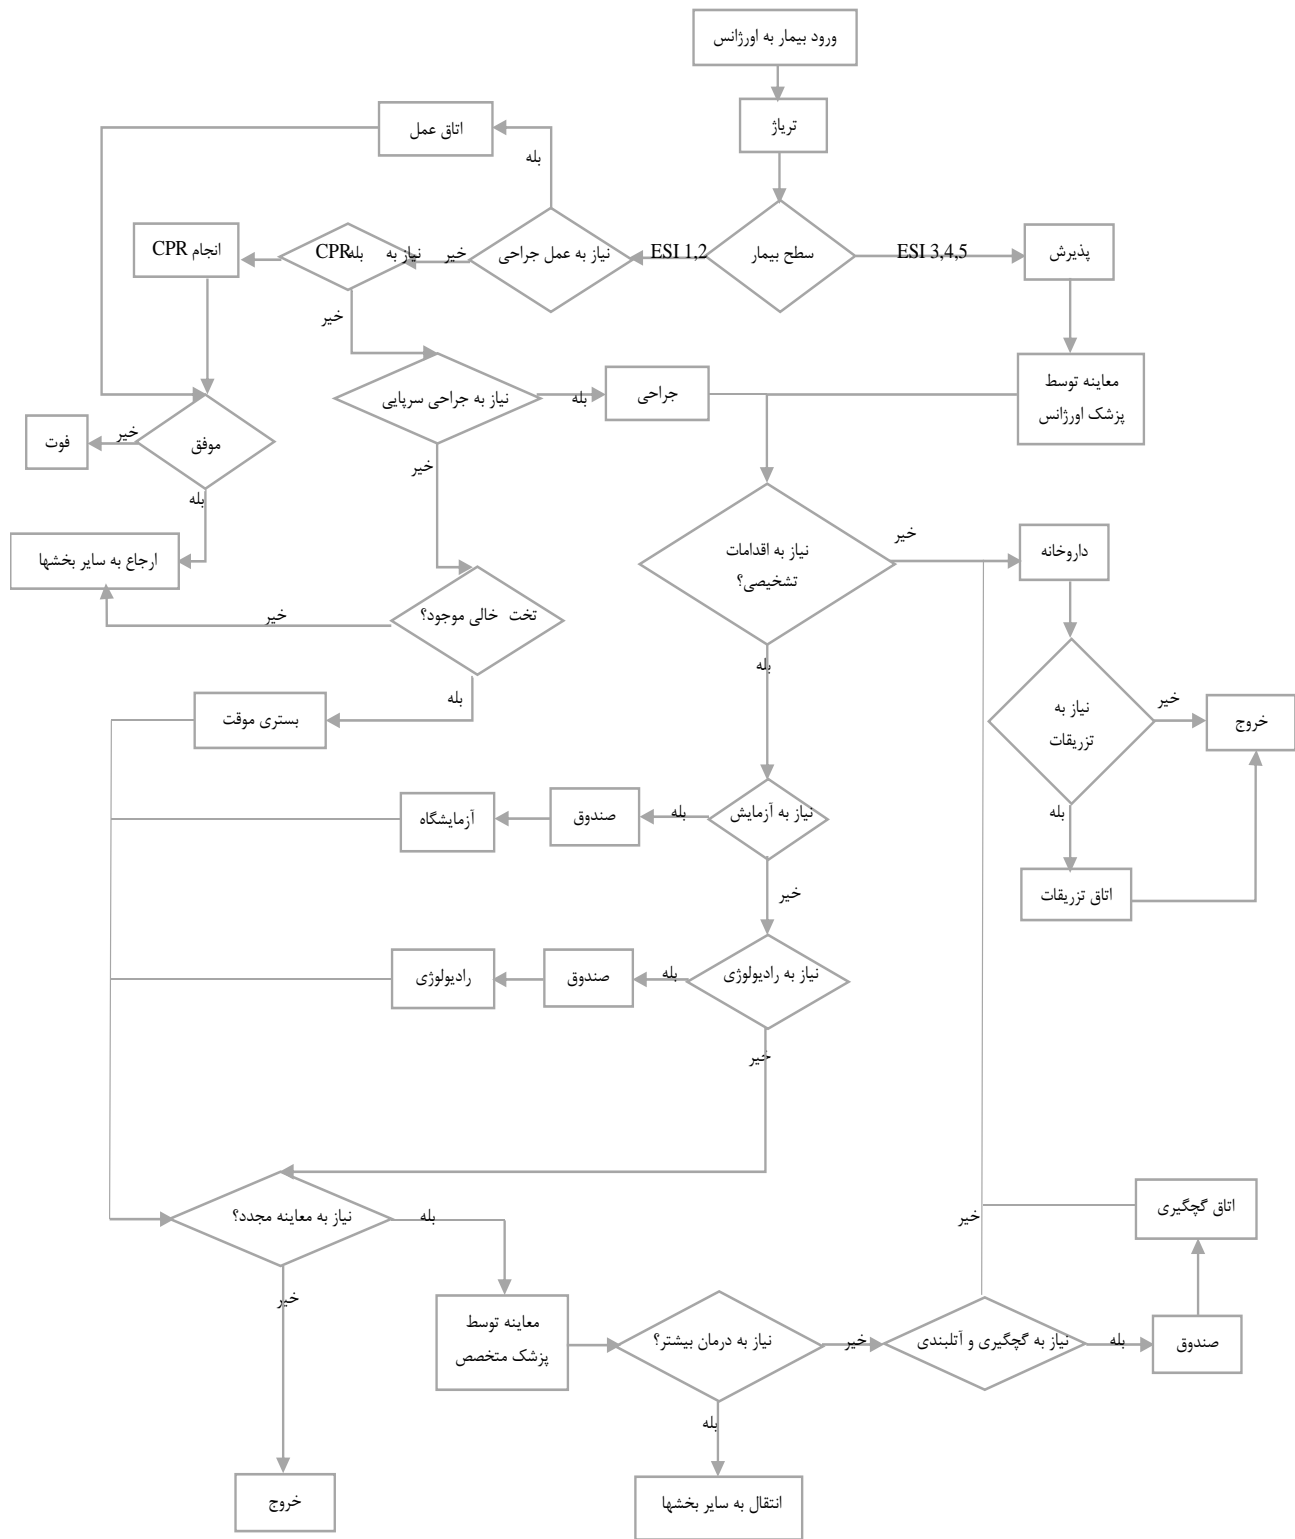 ورود بیمار به اورژانس
تریاژ
اتاق عمل
بله
سطح بیمار
ESI 1,2
ESI 3,4,5
پذیرش
نیاز به عمل جراحی
خیر
نیاز به CPR
بله
انجام CPR
خیر
معاینه توسط
پزشک اورژانس
نیاز به جراحی سرپایی
بله
جراحی
موفق
خیر
فوت
خیر
بله
ارجاع به سایر بخشها
نیاز به اقدامات
تشخیصی؟
خیر
داروخانه
تخت خالی موجود؟
خیر
بله
بله
بستری موقت
نیاز به
تزریقات
خیر
خروج
بله
اتاق تزریقات
نیاز به آزمایش
بله
صندوق
آزمایشگاه
خیر
نیاز به رادیولوژی
بله
صندوق
رادیولوژی
خیر
نیاز به معاینه مجدد؟
بله
خیر
اتاق گچگیری
خیر
معاینه توسط
پزشک متخصص
نیاز به درمان بیشتر؟
خیر
نیاز به گچگیری و آتلبندی
بله
صندوق
بله
خروج
انتقال به سایر بخشها